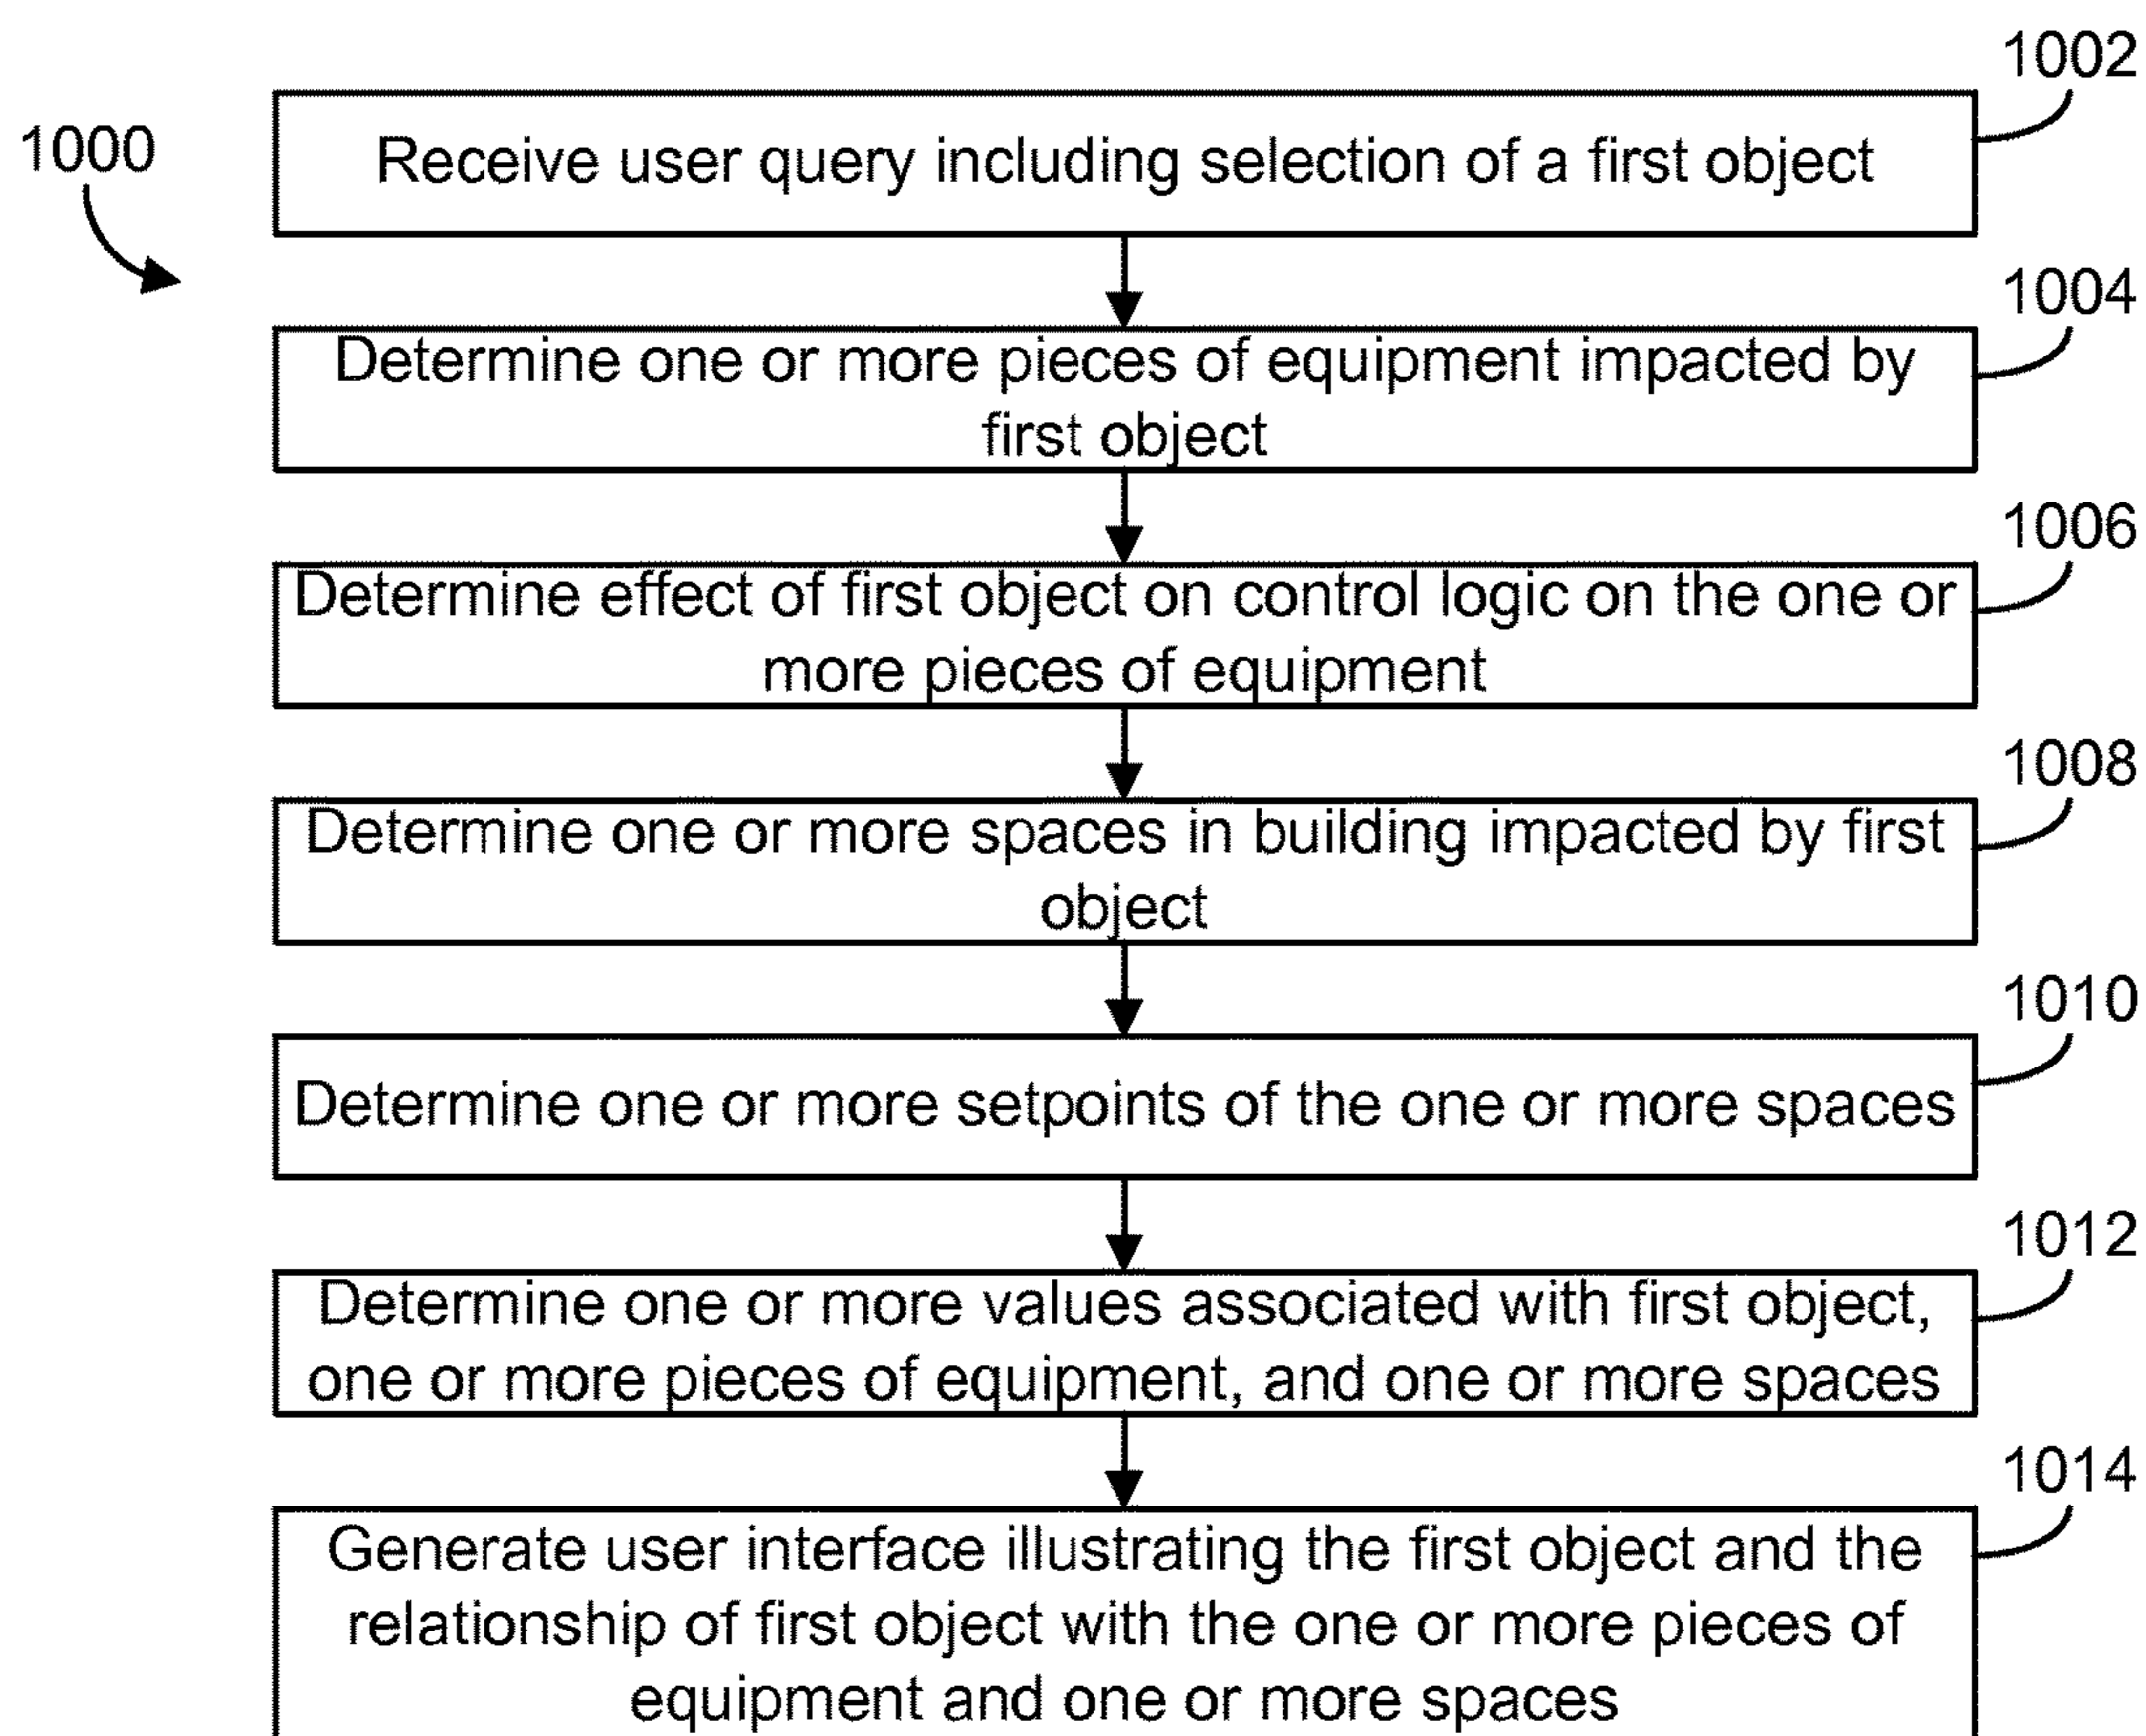 1002
1000
Receive user query including selection of a first object
1004
Determine one or more pieces of equipment impacted by
first object
1006
Determine effect of first object on control logic on the one or
more pieces of equipment
1008
Determine one or more spaces in building impacted by first
object
1010
Determine one or more setpoints of the one or more spaces
1012
Determine one or more values associated with first object,
one or more pieces of equipment, and one or more spaces
1014
Generate user interface illustrating the first object and the
relationship of first object with the one or more pieces of
equipment and one or more spaces